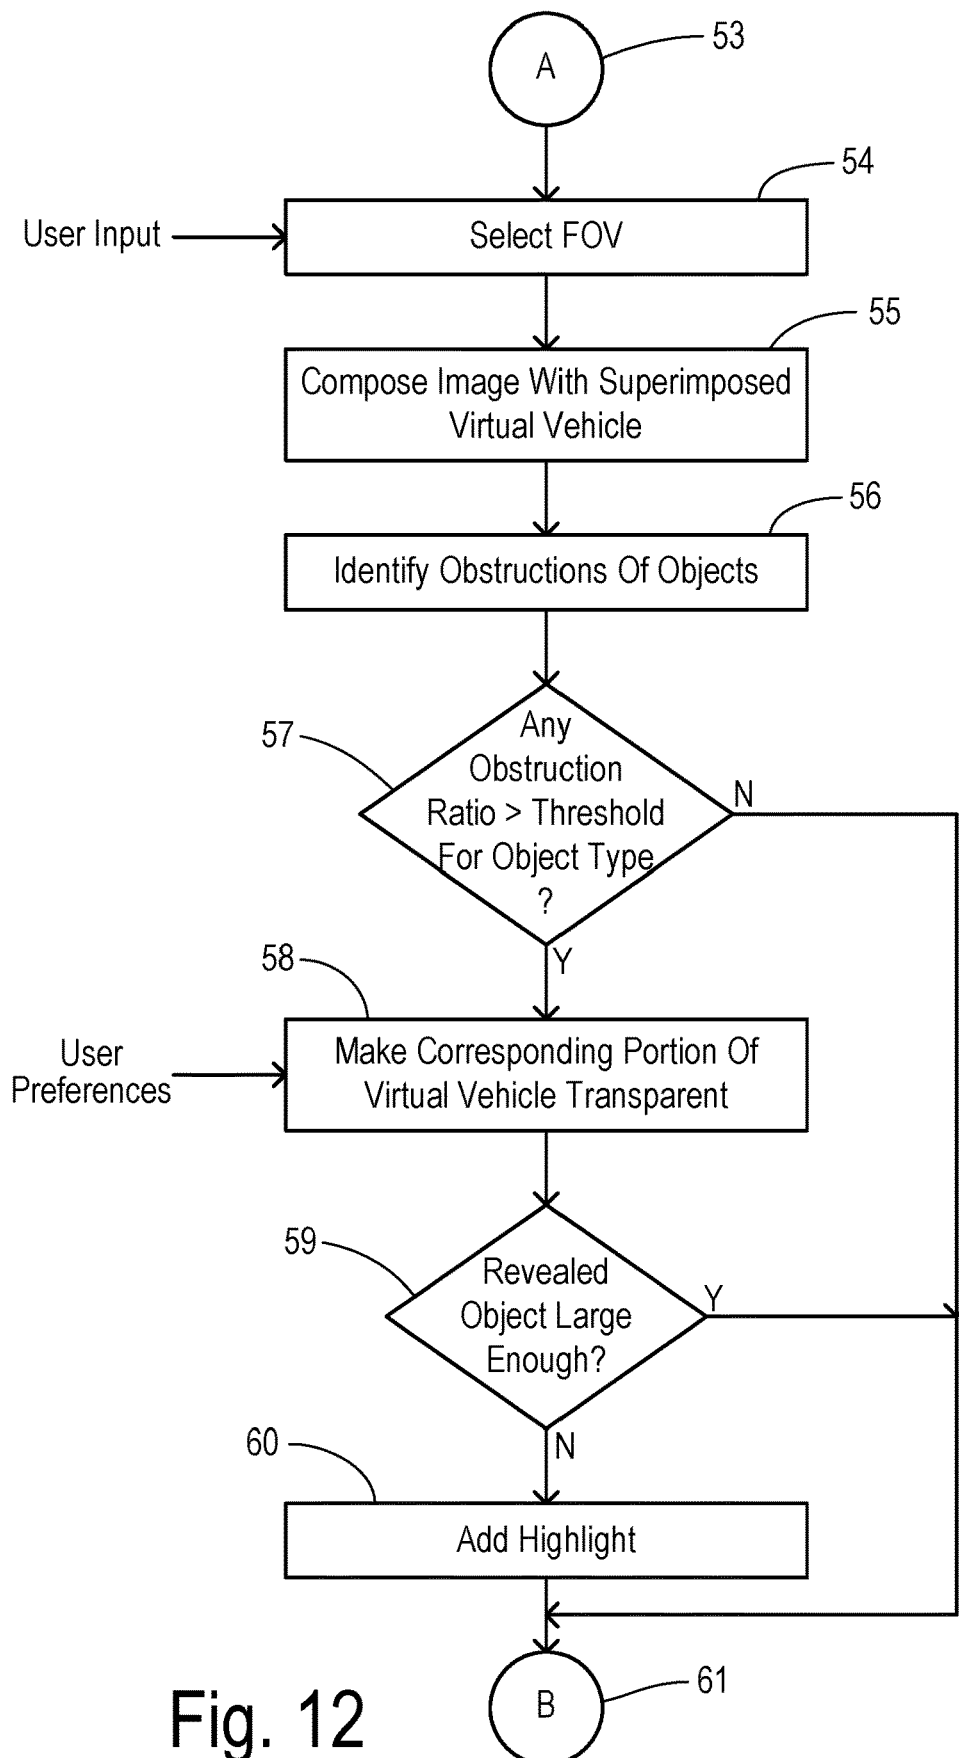 A
53
54
User Input
Select FOV
55
Compose Image With Superimposed
Virtual Vehicle
56
Identify Obstructions Of Objects
57
Any
Obstruction
Ratio > Threshold
For Object Type
?
N
Y
58
User
Preferences
Make Corresponding Portion Of
Virtual Vehicle Transparent
59
Revealed
Object Large
Enough?
Y
N
60
Add Highlight
B
61
Fig. 12